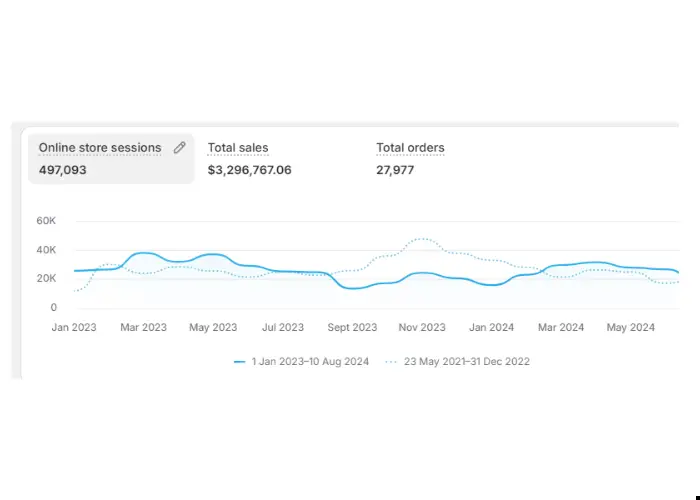 Online store sessions
497,093
Total sales
$3,296,767.06
Total orders
27,977
60K
40K
20K
0
Jan 2023 Mar 2023 May 2023 Jul 2023 Sept 2023 Nov 2023 Jan 2024 Mar 2024 May 2024
1 Jan 2023–10 Aug 2024 23 May 2021–31 Dec 2022